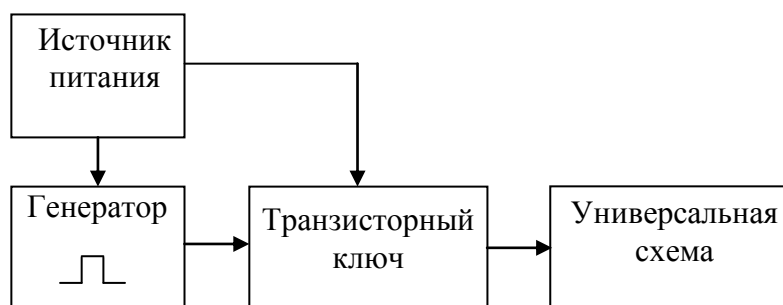 Источник
питания
Генератор
Транзисторный
ключ
Универсальная
схема